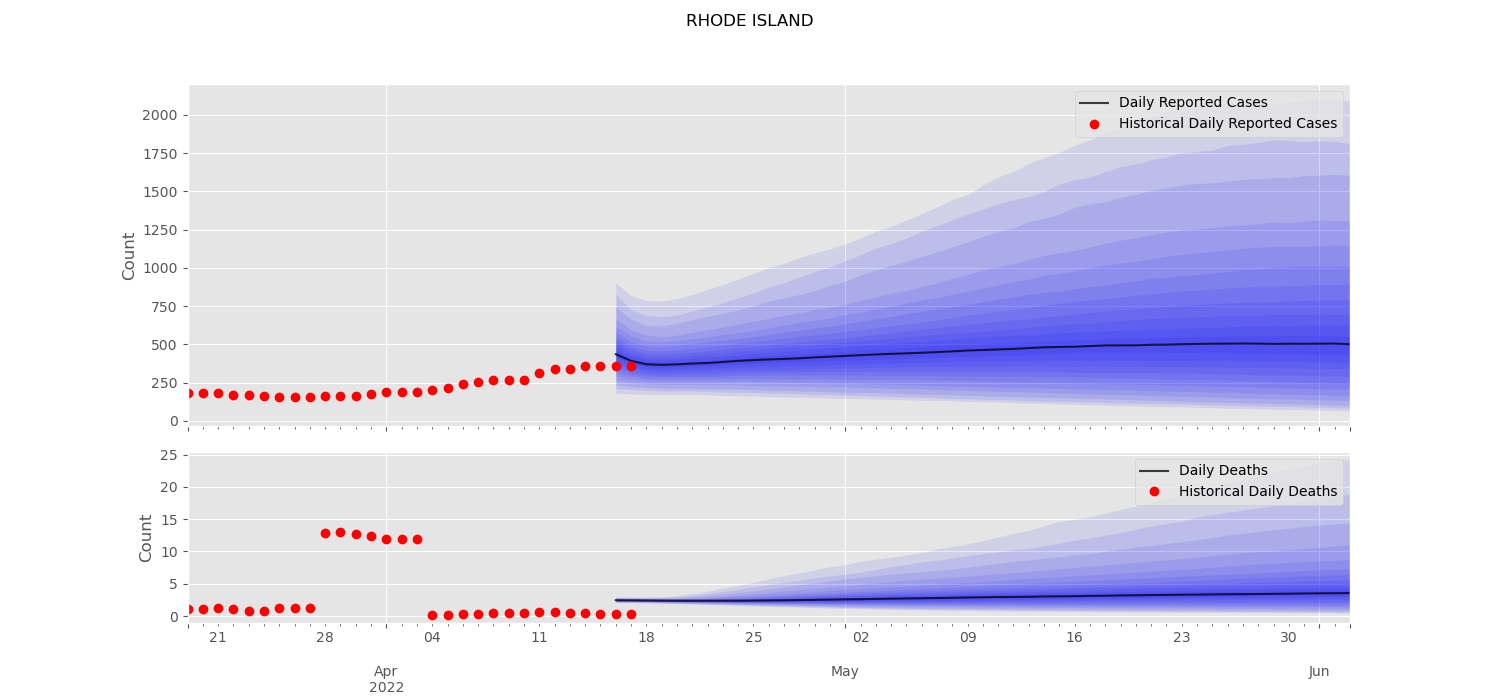 RHODE ISLAND
Daily Reported Cases
Historical Daily Reported Cases
2000
1750
1500
1250
1000
750
500
250
0
Count
Daily Deaths
Historical Daily Deaths
25
20
15
10
5
0
Count
21 28 04 11 18 25 02 09 16 23 30
Apr May Jun
2022